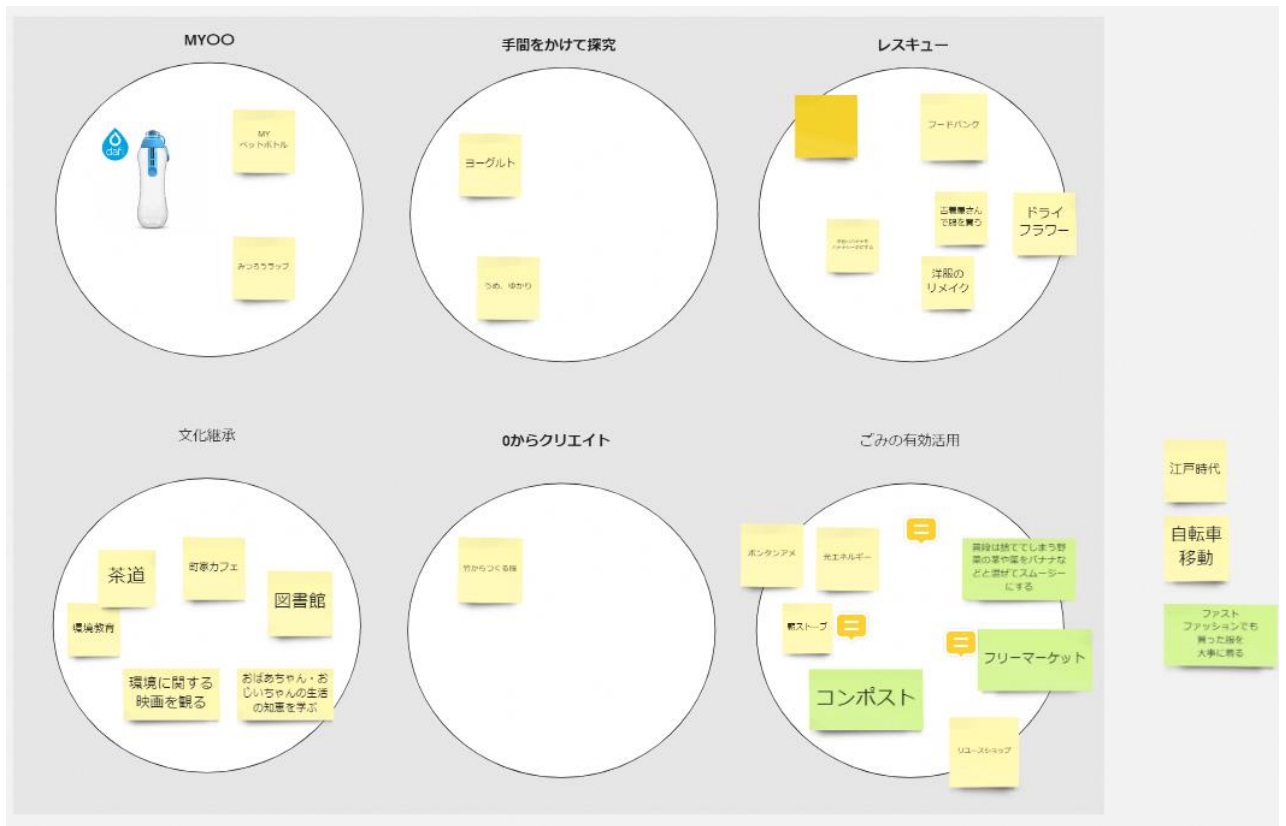 MYOO
手間をかけて探究
レスキュー
dafi
MY
ペットボトル
みつろうラップ
ヨーグルト
うめ、ゆかり
フードバンク
古着屋さん
で服を買う
ドライ
フラワー
洋服の
リメイク
文化継承
0からクリエイト
ごみの有効活用
茶道
町家カフェ
図書館
環境教育
環境に関する
映画を観る
おばあちゃん・お
じいちゃんの生活
の知恵を学ぶ
竹からつくる
ボンタンアメ
光エネルギー
普段は捨ててしまう野
菜の茎や葉をバナナな
どと混ぜてスムージー
にする
ストーブ
フリーマーケット
コンポスト
リユースショップ
江戸時代
自転車
移動
ファスト
ファッションでも
買った服を
大事に着る